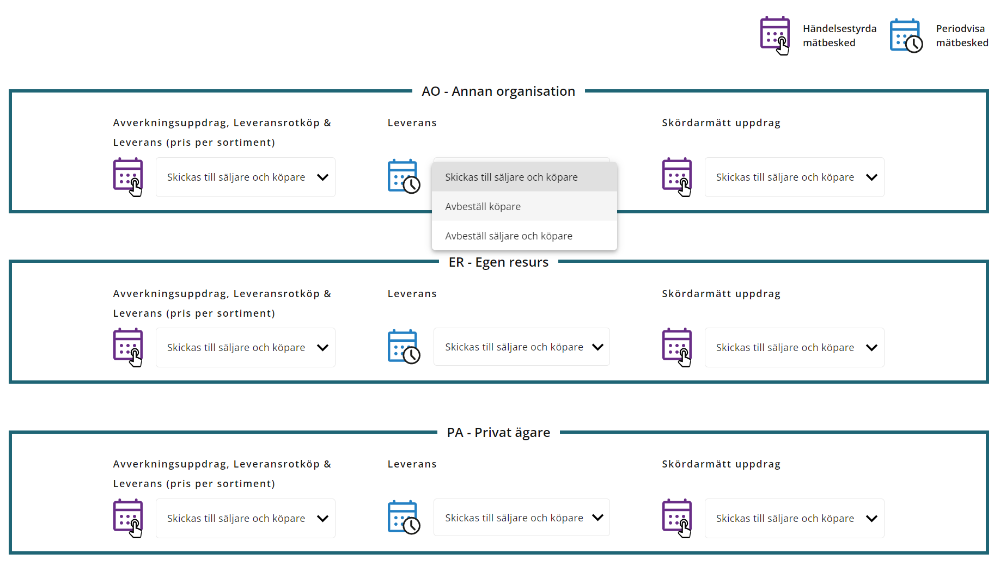 Händelsestyrda
mätbesked
Periodvisa
mätbesked
AO - Annan organisation
Avverkningsuppdrag, Leveransrotköp &
Leverans (pris per sortiment)
Skickas till säljare och köpare
Leverans
Skickas till säljare och köpare
Avbeställ köpare
Avbeställ säljare och köpare
Skördarmätt uppdrag
Skickas till säljare och köpare
ER - Egen resurs
Avverkningsuppdrag, Leveransrotköp &
Leverans (pris per sortiment)
Skickas till säljare och köpare
Leverans
Skickas till säljare och köpare
Skördarmätt uppdrag
Skickas till säljare och köpare
PA - Privat ägare
Avverkningsuppdrag, Leveransrotköp &
Leverans (pris per sortiment)
Skickas till säljare och köpare
Leverans
Skickas till säljare och köpare
Skördarmätt uppdrag
Skickas till säljare och köpare